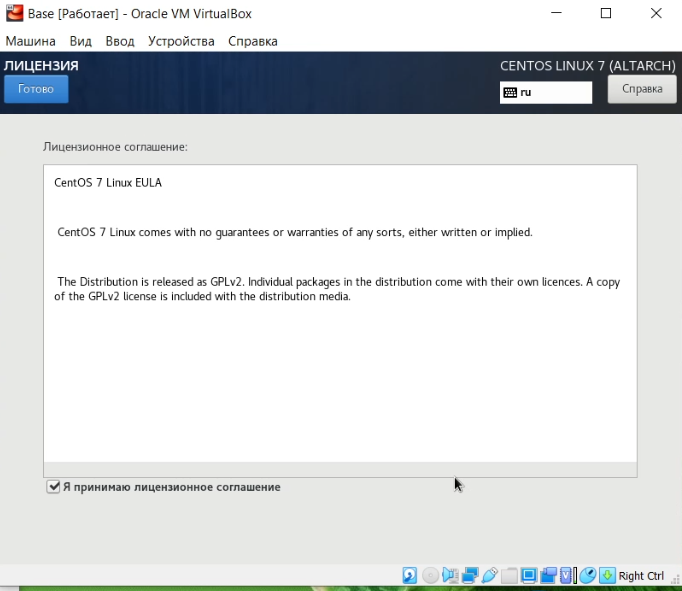 Base [Работает] - Oracle VM VirtualBox
Машина Вид Ввод Устройства Справка
ЛИЦЕНЗИЯ
CENTOS LINUX 7 (ALTARCH)
Готово
ru
Справка
Лицензионное соглашение:
CentOS 7 Linux EULA
CentOS 7 Linux comes with no guarantees or warranties of any sorts, either written or implied.
The Distribution is released as GPLv2. Individual packages in the distribution come with their own licences. A copy
of the GPLv2 license is included with the distribution media.
Я принимаю лицензионное соглашение
Right Ctrl